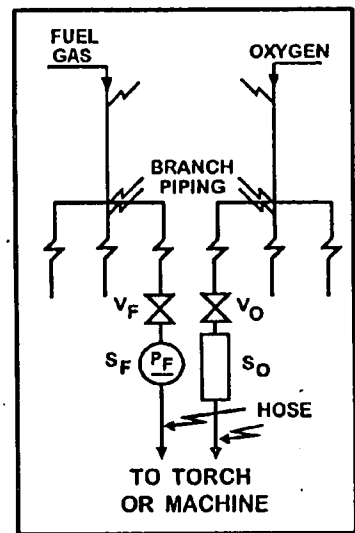 FUEL
GAS
OXYGEN
BRANCH
PIPING
VF
VO
SF
PF
SO
HOSE
TO TORCH
OR MACHINE